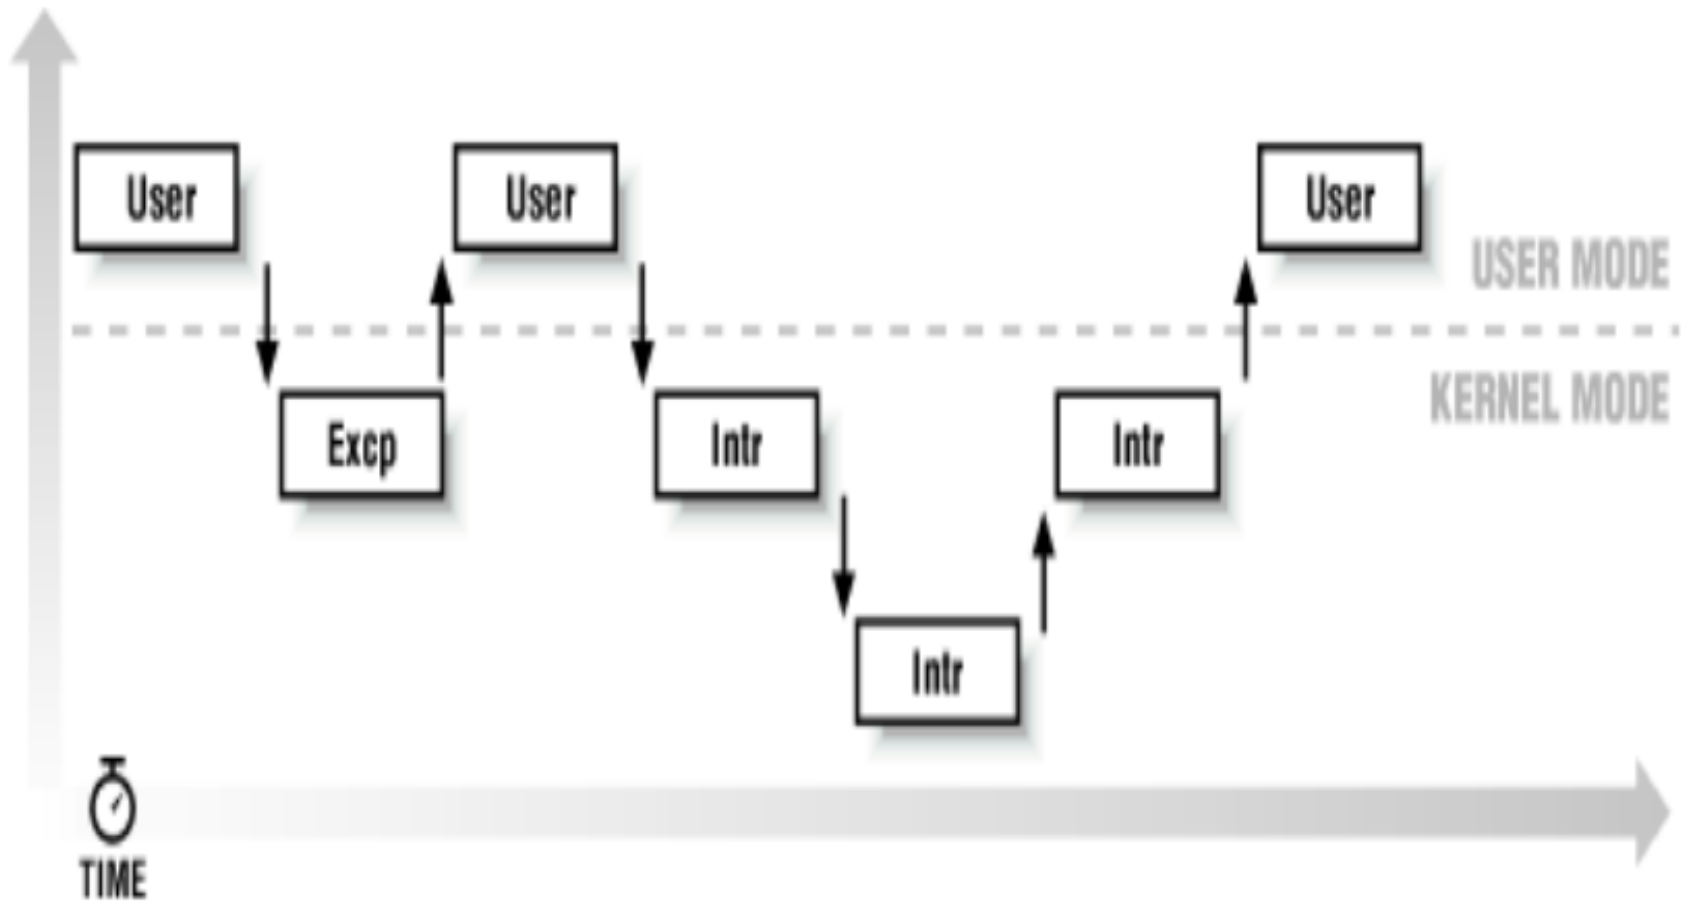 User
User
User
USER MODE
KERNEL MODE
Excp
Intr
Intr
Intr
TIME